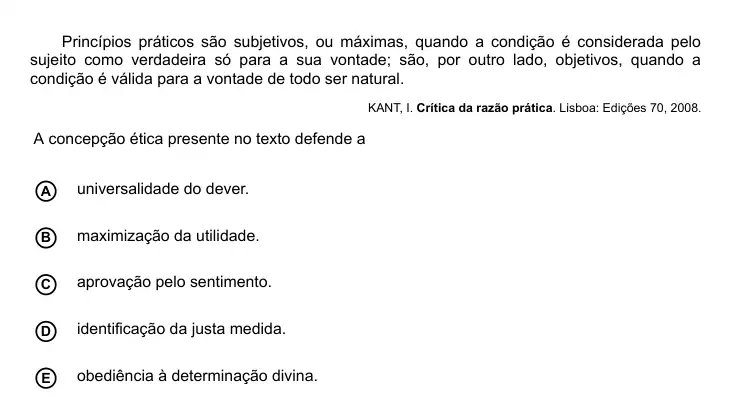 Princípios práticos são subjetivos, ou máximas, quando a condição é considerada pelo
sujeito como verdadeira só para a sua vontade; são, por outro lado, objetivos, quando a
condição é válida para a vontade de todo ser natural.
KANT, I. Crítica da razão prática. Lisboa: Edições 70, 2008.
A concepção ética presente no texto defende a
A universalidade do dever.
B maximização da utilidade.
C aprovação pelo sentimento.
D identificação da justa medida.
E obediência à determinação divina.